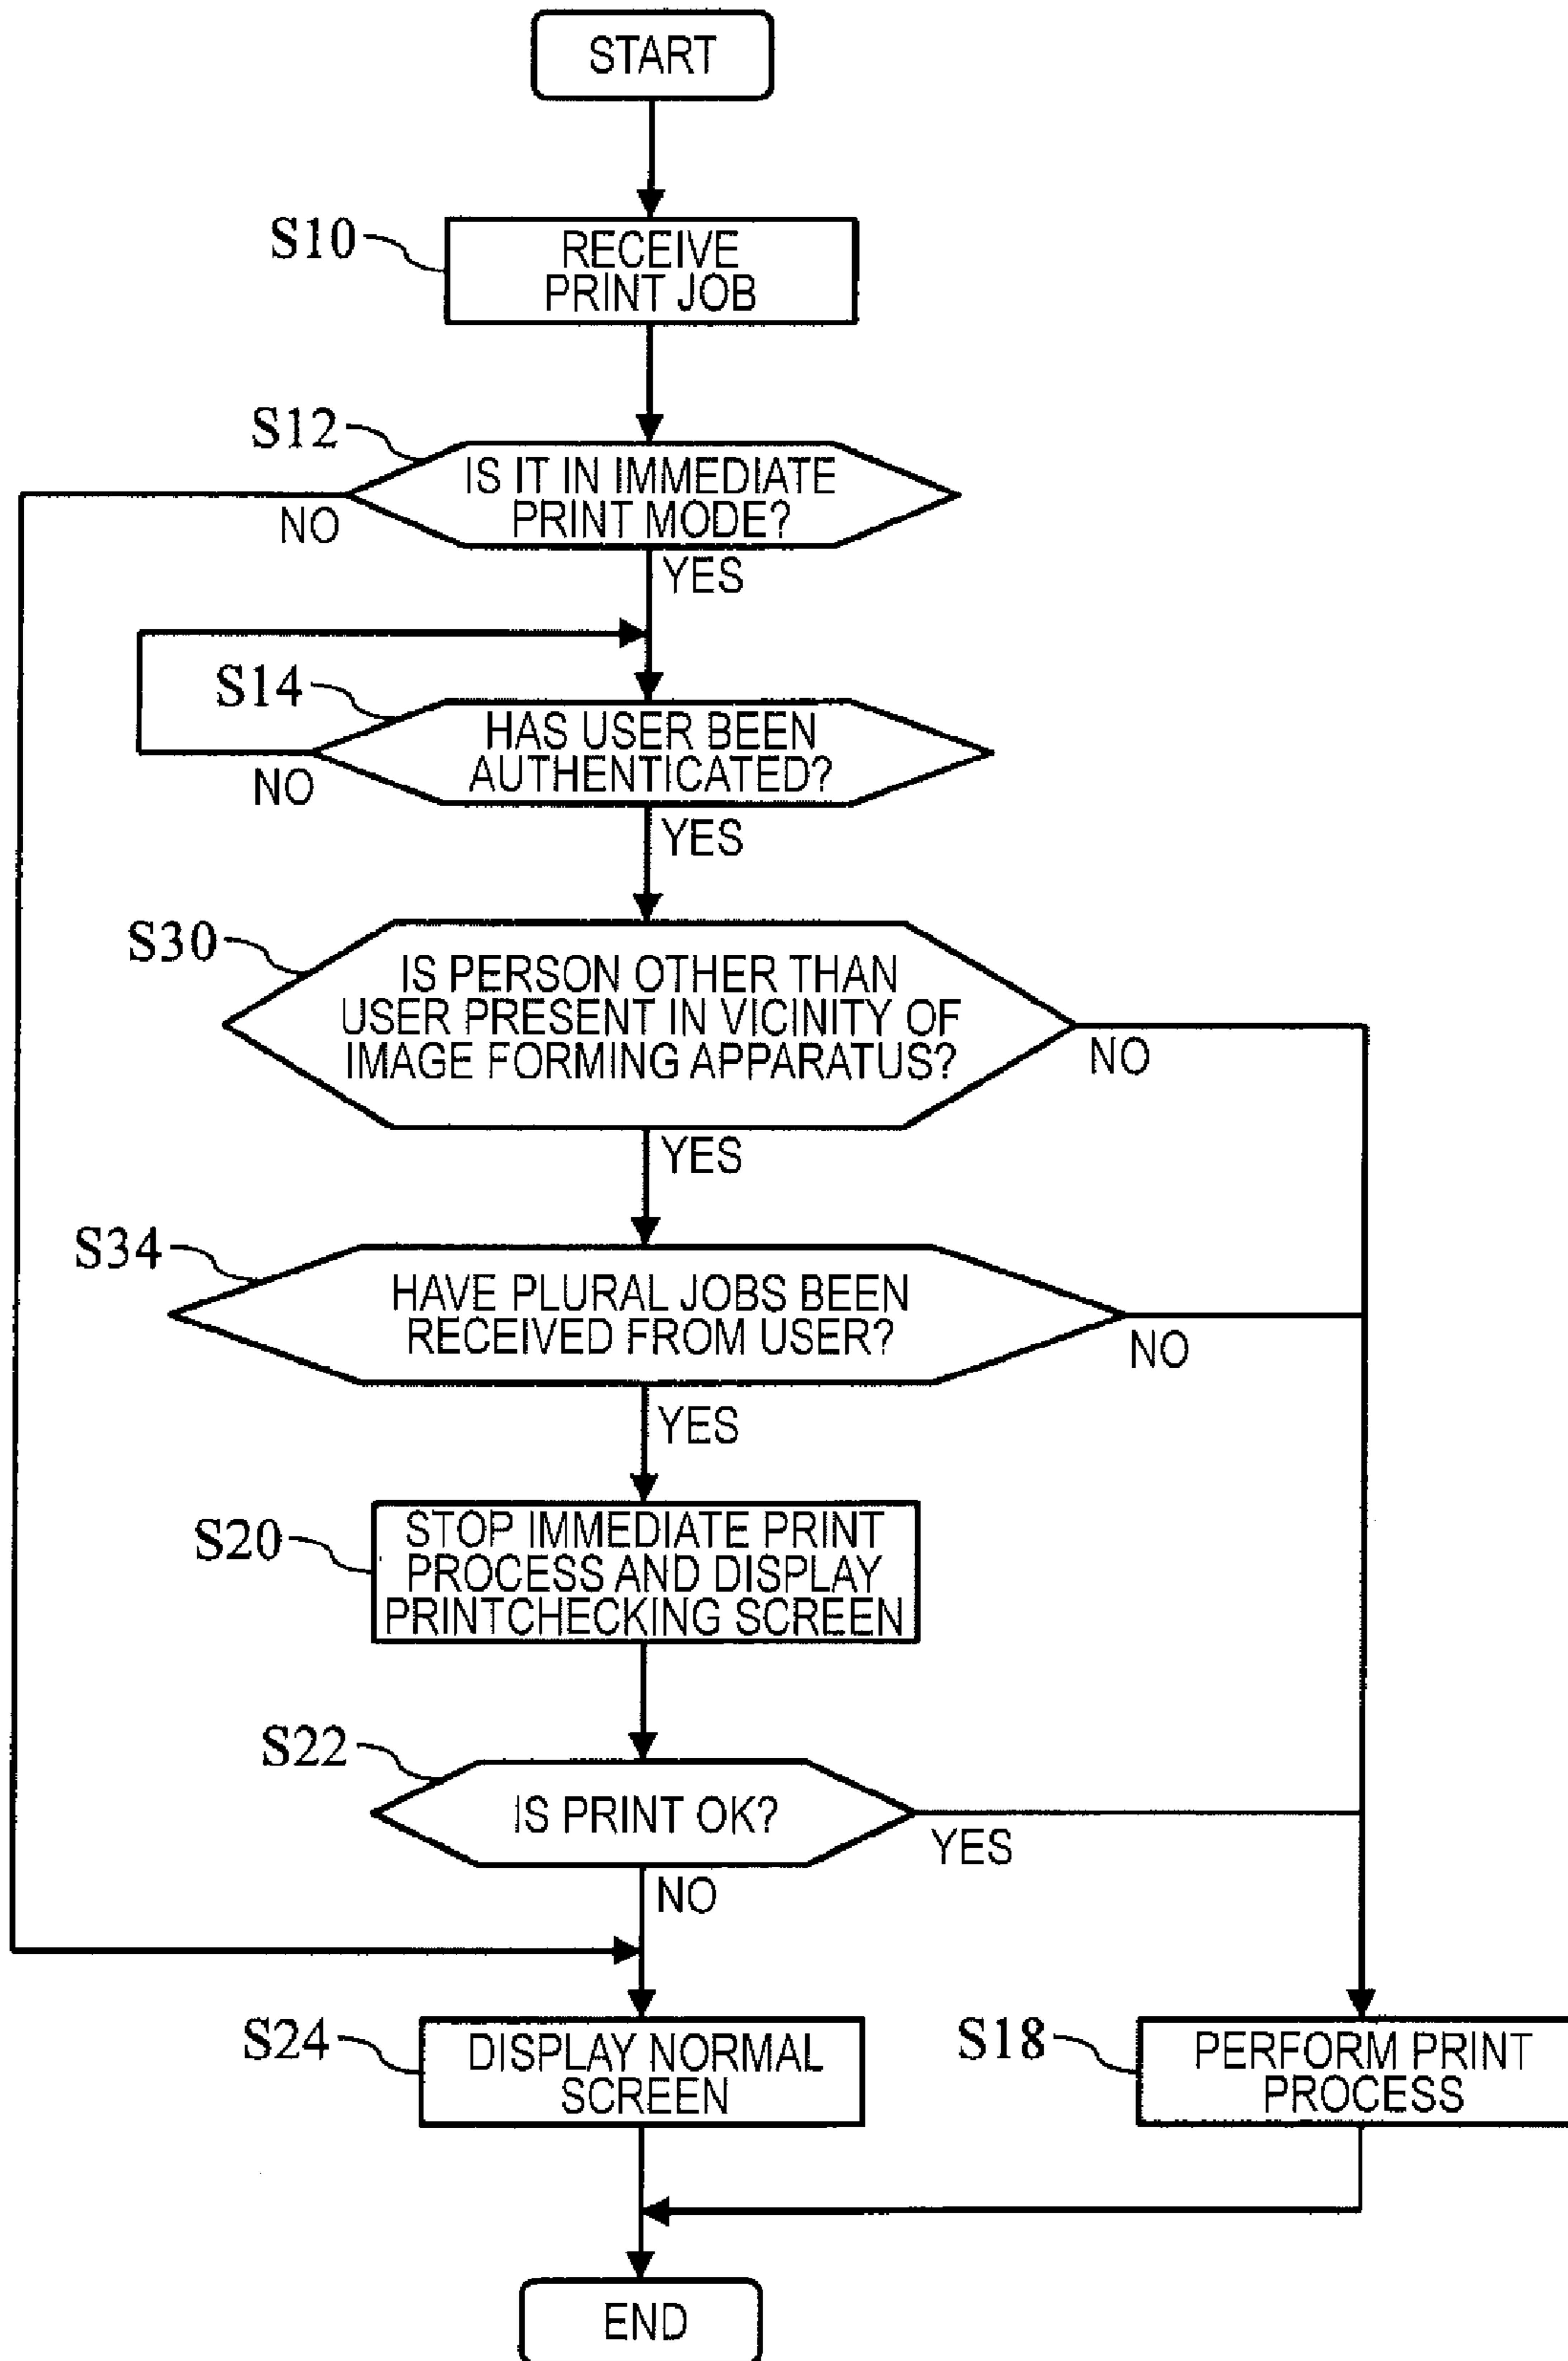 START
S10
RECEIVE
PRINT JOB
S12
IS IT IN IMMEDIATE
PRINT MODE?
NO
YES
S14
HAS USER BEEN
AUTHENTICATED?
NO
YES
S30
IS PERSON OTHER THAN
USER PRESENT IN VICINITY OF
IMAGE FORMING APPARATUS?
NO
YES
S34
HAVE PLURAL JOBS BEEN
RECEIVED FROM USER?
NO
YES
S20
STOP IMMEDIATE PRINT
PROCESS AND DISPLAY
PRINTCHECKING SCREEN
S22
IS PRINT OK?
YES
NO
S24
DISPLAY NORMAL
SCREEN
S18
PERFORM PRINT
PROCESS
END